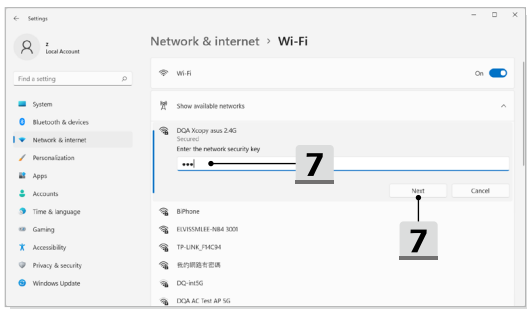 Settings
z
Local Account
Find a setting
System
Bluetooth & devices
Network & internet
Personalization
Apps
Accounts
Time & language
Gaming
Accessibility
Privacy & security
Windows Update
Network & internet > Wi-Fi
Wi-Fi
On
Show available networks
DQA Xcopy asus 2.4G
Secured
Enter the network security key
•••
7
Next
Cancel
7
BiPhone
ELVISSMLEE-NB4 3001
TP-LINK_F14C94
我的網路有密碼
DQ-int5G
DQA AC Test AP 5G